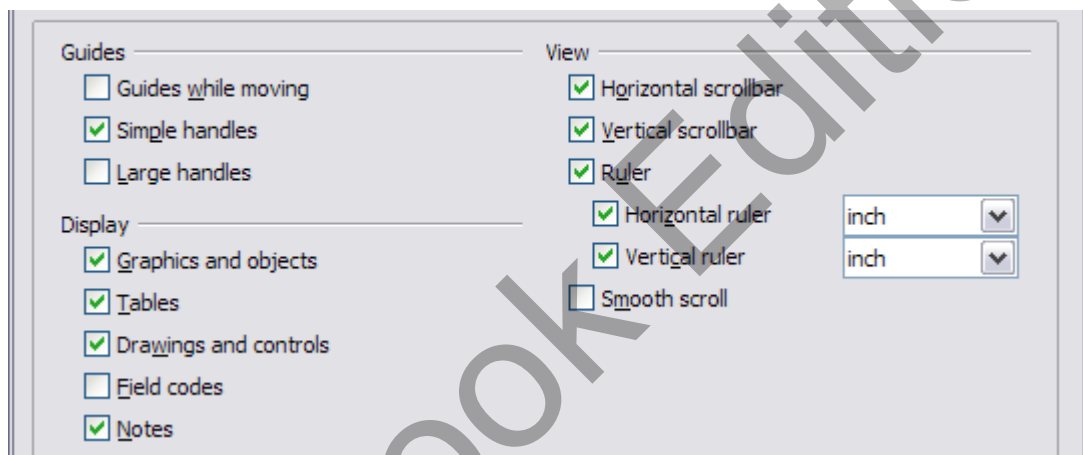 Guides
Guides while moving
Simple handles
Large handles
Display
Graphics and objects
Tables
Drawings and controls
Field codes
Notes
View
Horizontal scrollbar
Vertical scrollbar
Ruler
Horizontal ruler inch
Vertical ruler inch
Smooth scroll